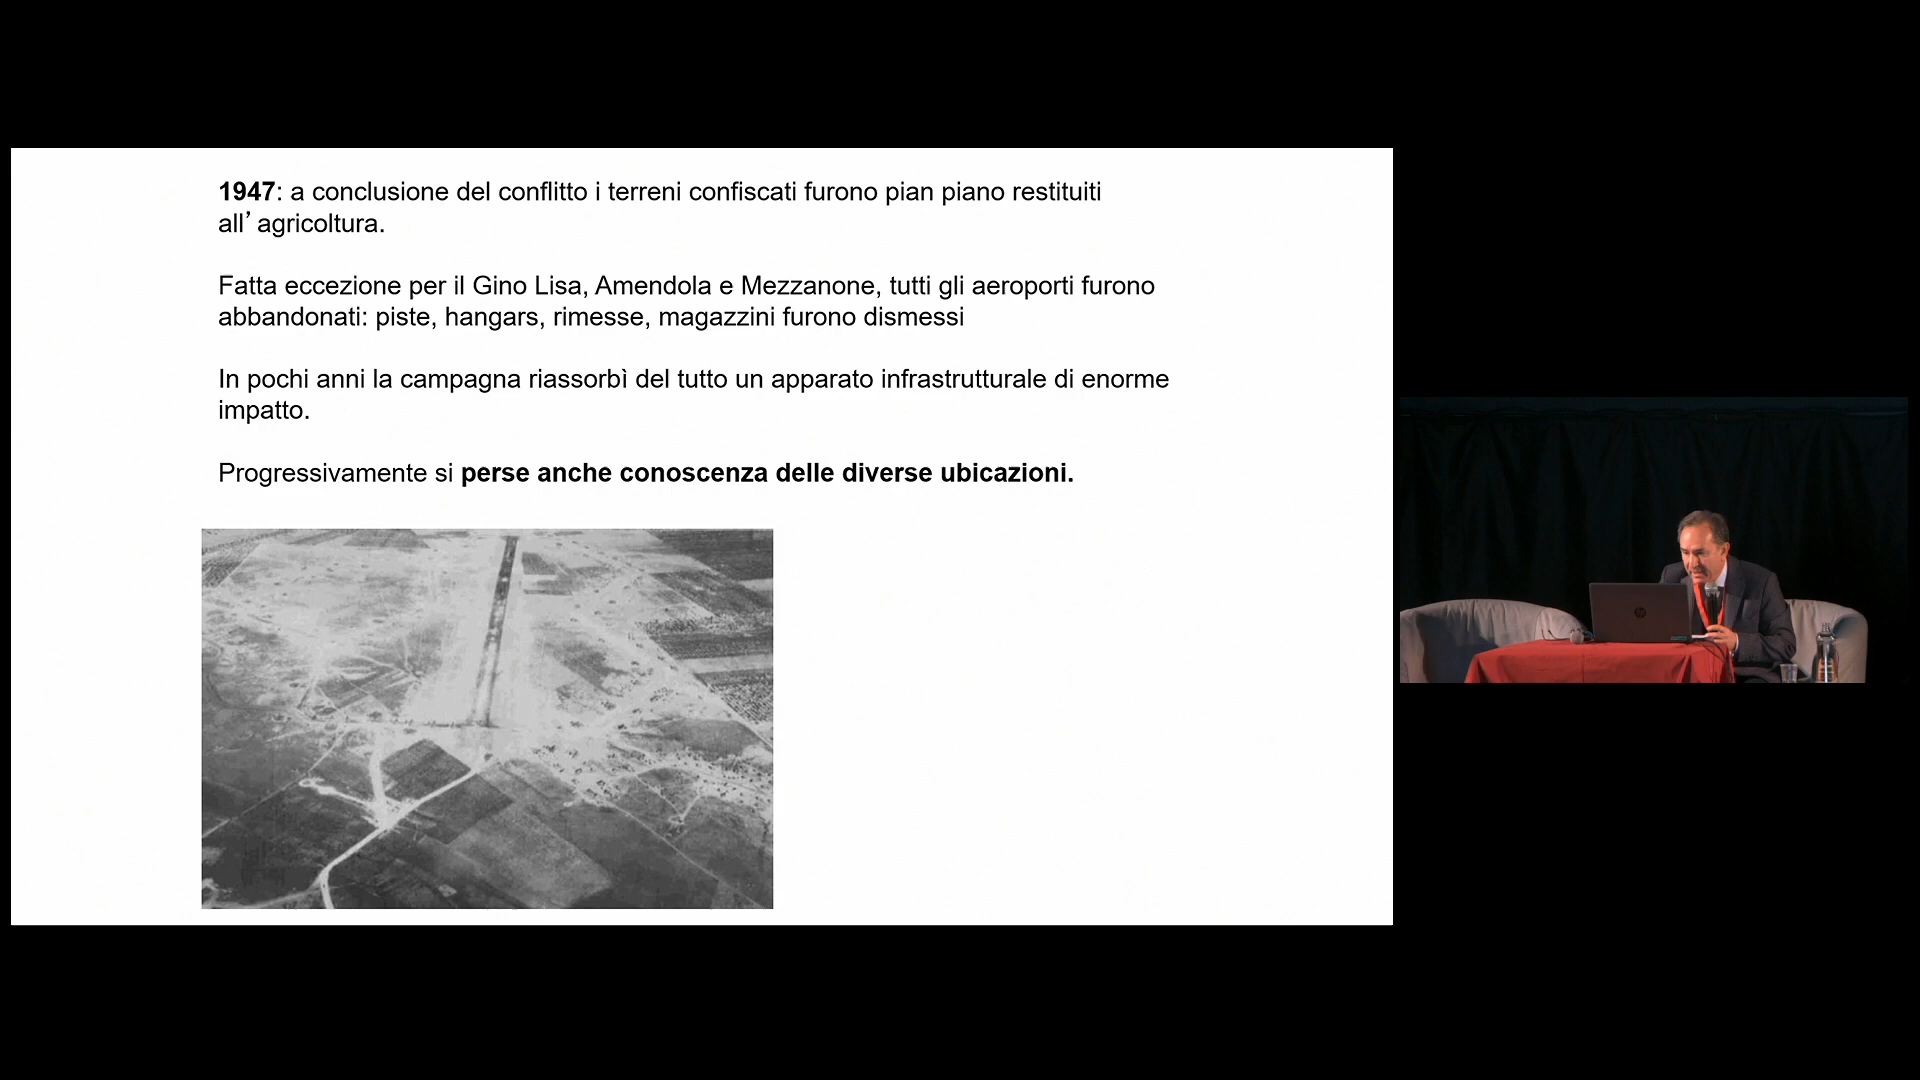 1947: a conclusione del conflitto i terreni confiscati furono pian piano restituiti
all’agricoltura.
Fatta eccezione per il Gino Lisa, Amendola e Mezzanone, tutti gli aeroporti furono
abbandonati: piste, hangars, rimesse, magazzini furono dismessi
In pochi anni la campagna riassorbì del tutto un apparato infrastrutturale di enorme
impatto.
Progressivamente si perse anche conoscenza delle diverse ubicazioni.
hp